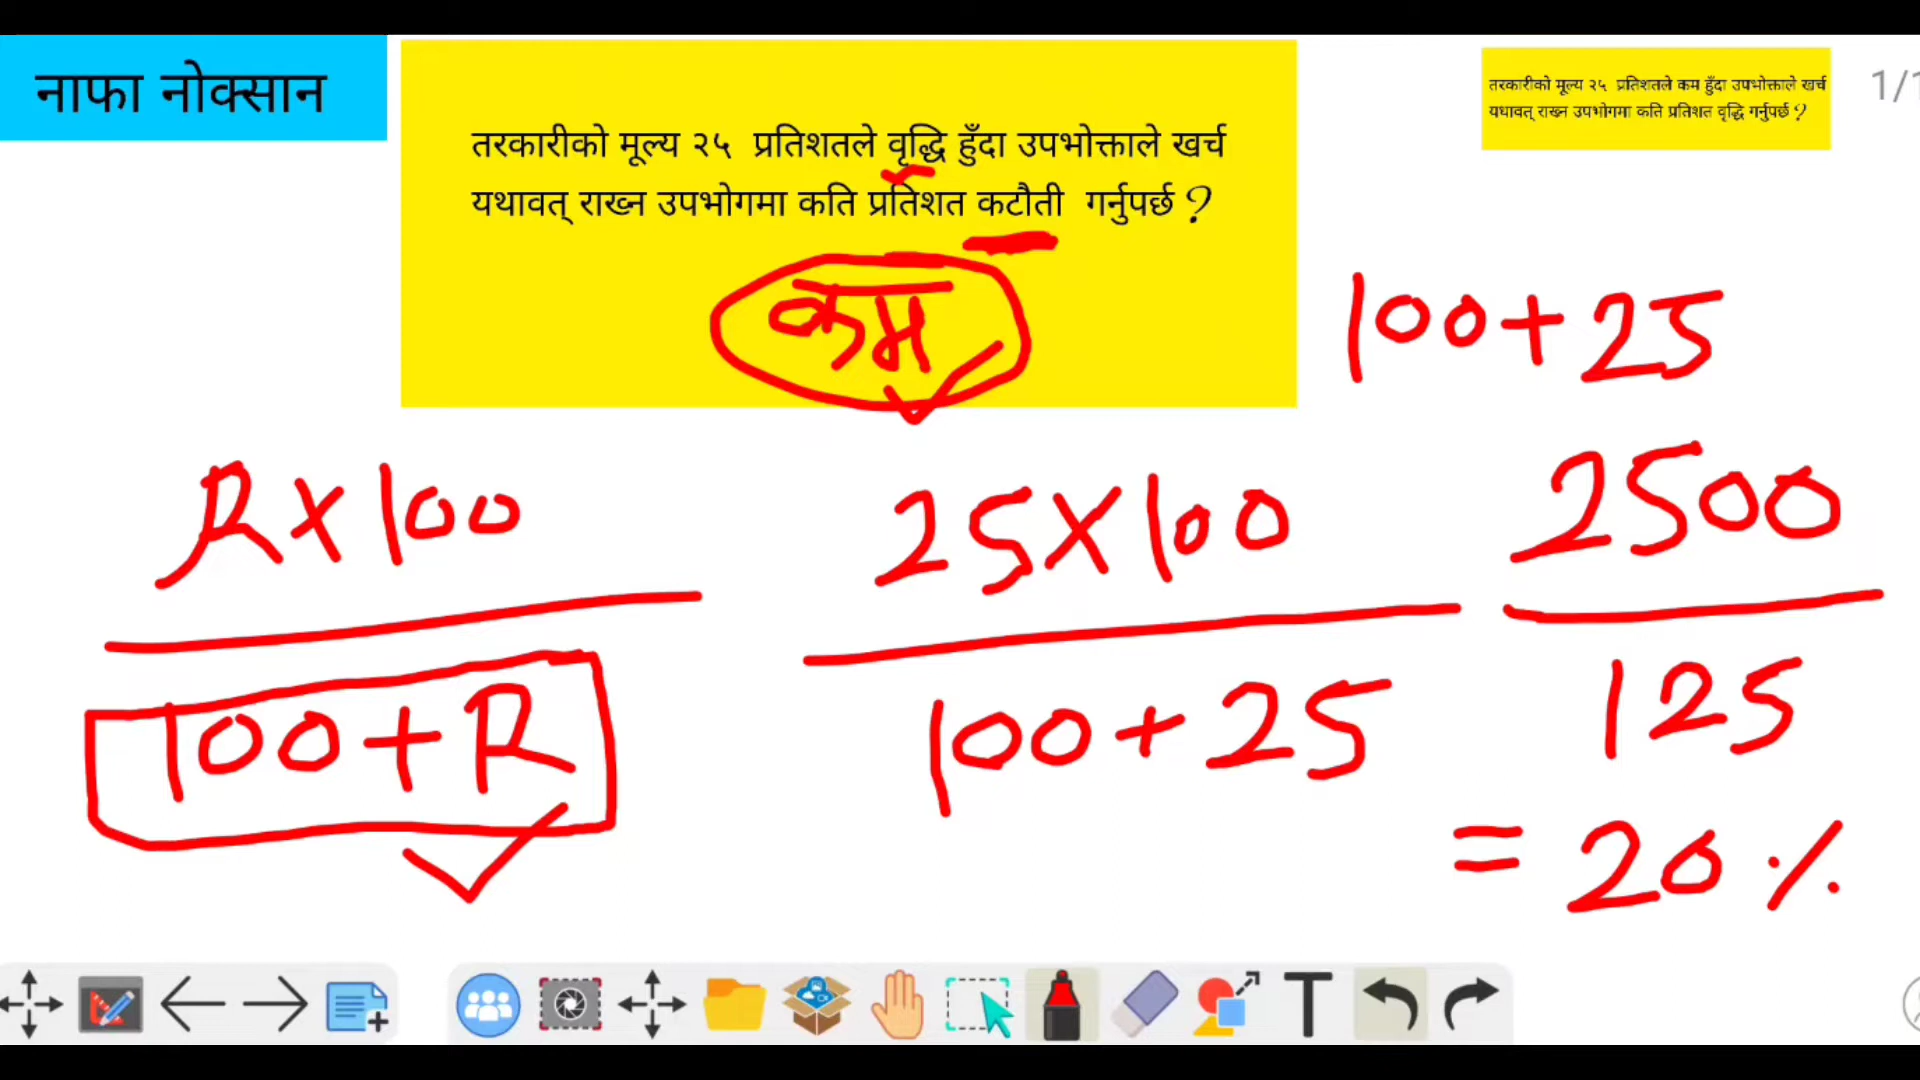 नाफा नोक्सान
तरकारीको मूल्य २५ प्रतिशतले वृद्धि हुँदा उपभोक्ताले खर्च
यथावत् राख्न उपभोगमा कति प्रतिशत कटौती गर्नुपर्छ ?
कम
तरकारीको मूल्य २५ प्रतिशतले कम हुँदा उपभोक्ताले खर्च
यथावत् राख्न उपभोगमा कति प्रतिशत वृद्धि गर्नुपर्छ ?
1/1
100+25
R×100
100+R
25×100
100+25
2500
125
= 20 %
T